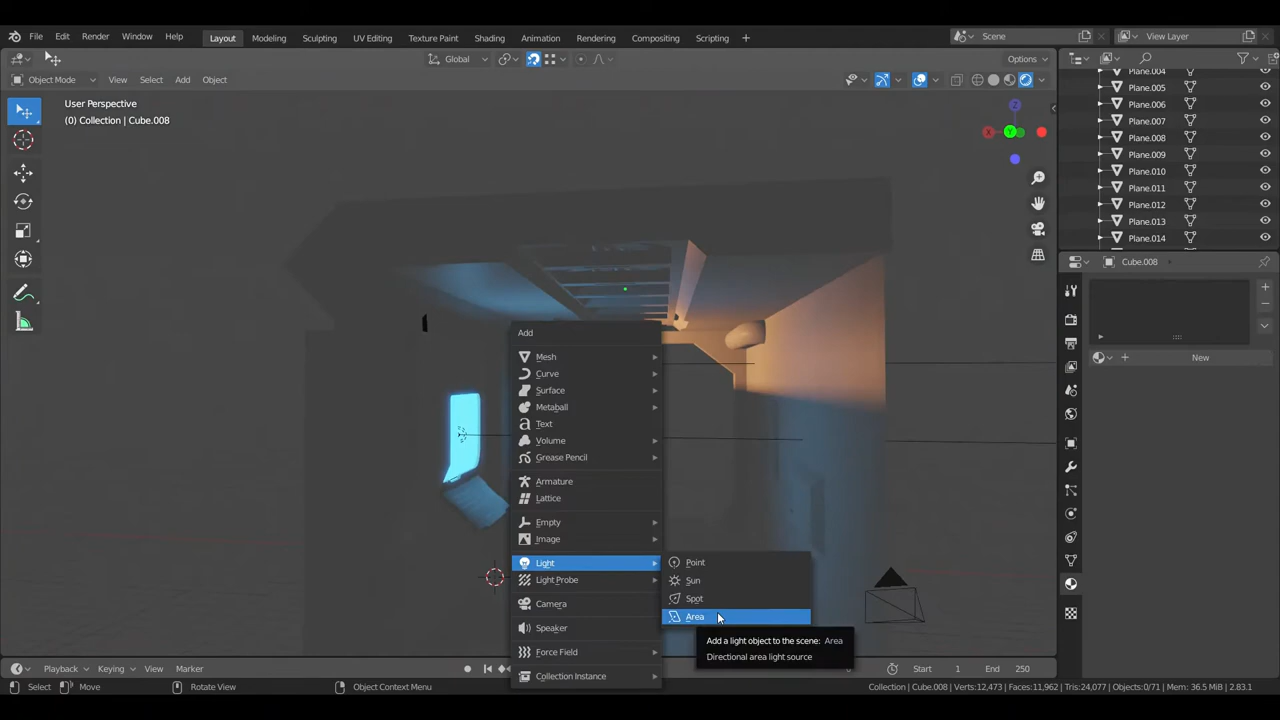 File Edit Render Window Help Layout Modeling Sculpting UV Editing Texture Paint Shading Animation Rendering Compositing Scripting + Scene View Layer
Global Options
Object Mode View Select Add Object
User Perspective
(0) Collection | Cube.008
Plane.004
Plane.005
Plane.006
Plane.007
Plane.008
Plane.009
Plane.010
Plane.011
Plane.012
Plane.013
Plane.014
Z
X
Y
Cube.008
New
Add
Mesh
Curve
Surface
Metaball
Text
Volume
Grease Pencil
Armature
Lattice
Empty
Image
Light
Light Probe
Camera
Speaker
Force Field
Collection Instance
Point
Sun
Spot
Area
Add a light object to the scene: Area
Directional area light source
Playback Keying View Marker Start 1 End 250
Select Move Rotate View Object Context Menu Collection | Cube.008 | Verts:12,473 | Faces:11,962 | Tris:24,077 | Objects:0/71 | Mem: 36.5 MiB | 2.83.1